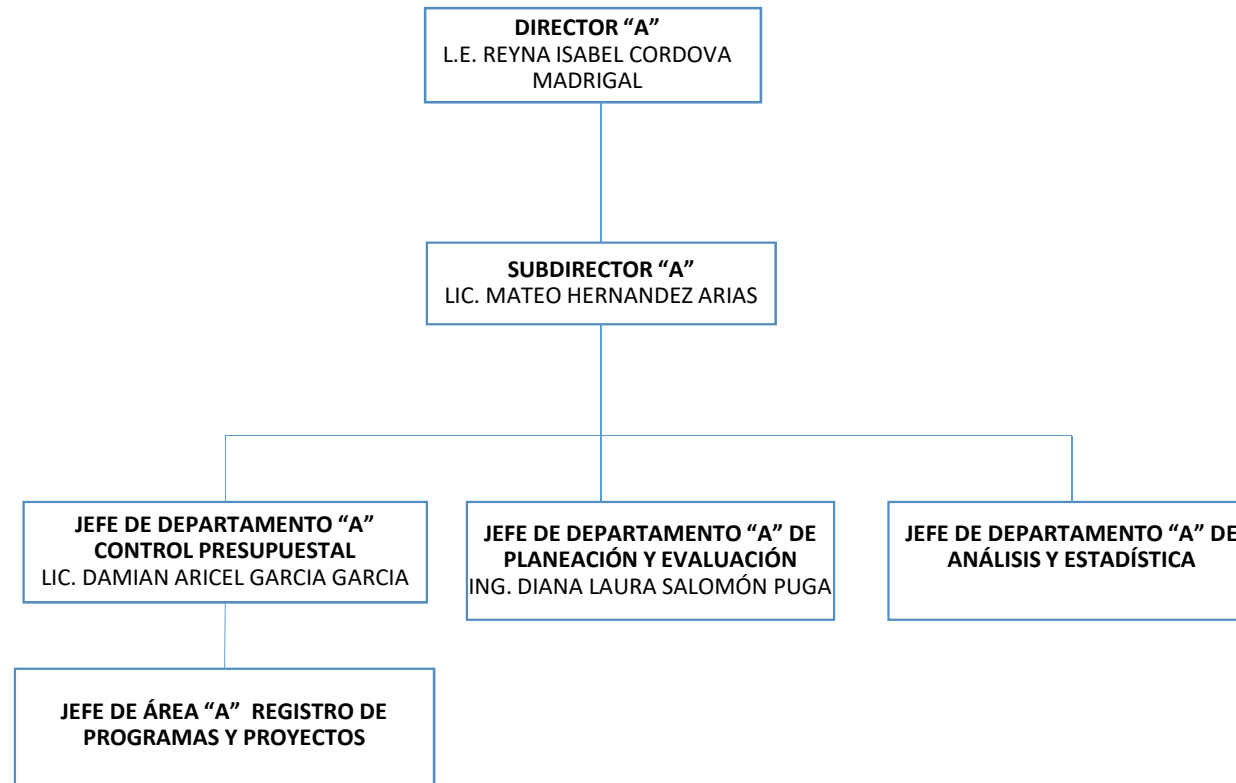 DIRECTOR “A”
L.E. REYNA ISABEL CORDOVA
MADRIGAL
SUBDIRECTOR “A”
LIC. MATEO HERNANDEZ ARIAS
JEFE DE DEPARTAMENTO “A”
CONTROL PRESUPUESTAL
LIC. DAMIAN ARICEL GARCIA GARCIA
JEFE DE DEPARTAMENTO “A” DE
PLANEACIÓN Y EVALUACIÓN
ING. DIANA LAURA SALOMÓN PUGA
JEFE DE DEPARTAMENTO “A” DE
ANÁLISIS Y ESTADÍSTICA
JEFE DE ÁREA “A” REGISTRO DE
PROGRAMAS Y PROYECTOS